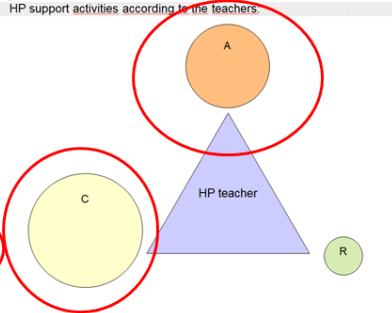 HP support activities according to the teachers.
A
HP teacher
C
R